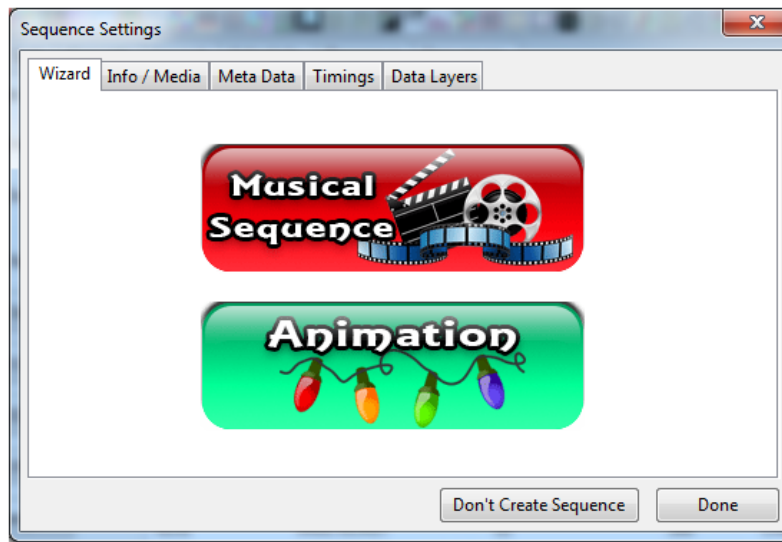 Sequence Settings
Wizard Info / Media Meta Data Timings Data Layers
Musical
Sequence
Animation
Don't Create Sequence Done